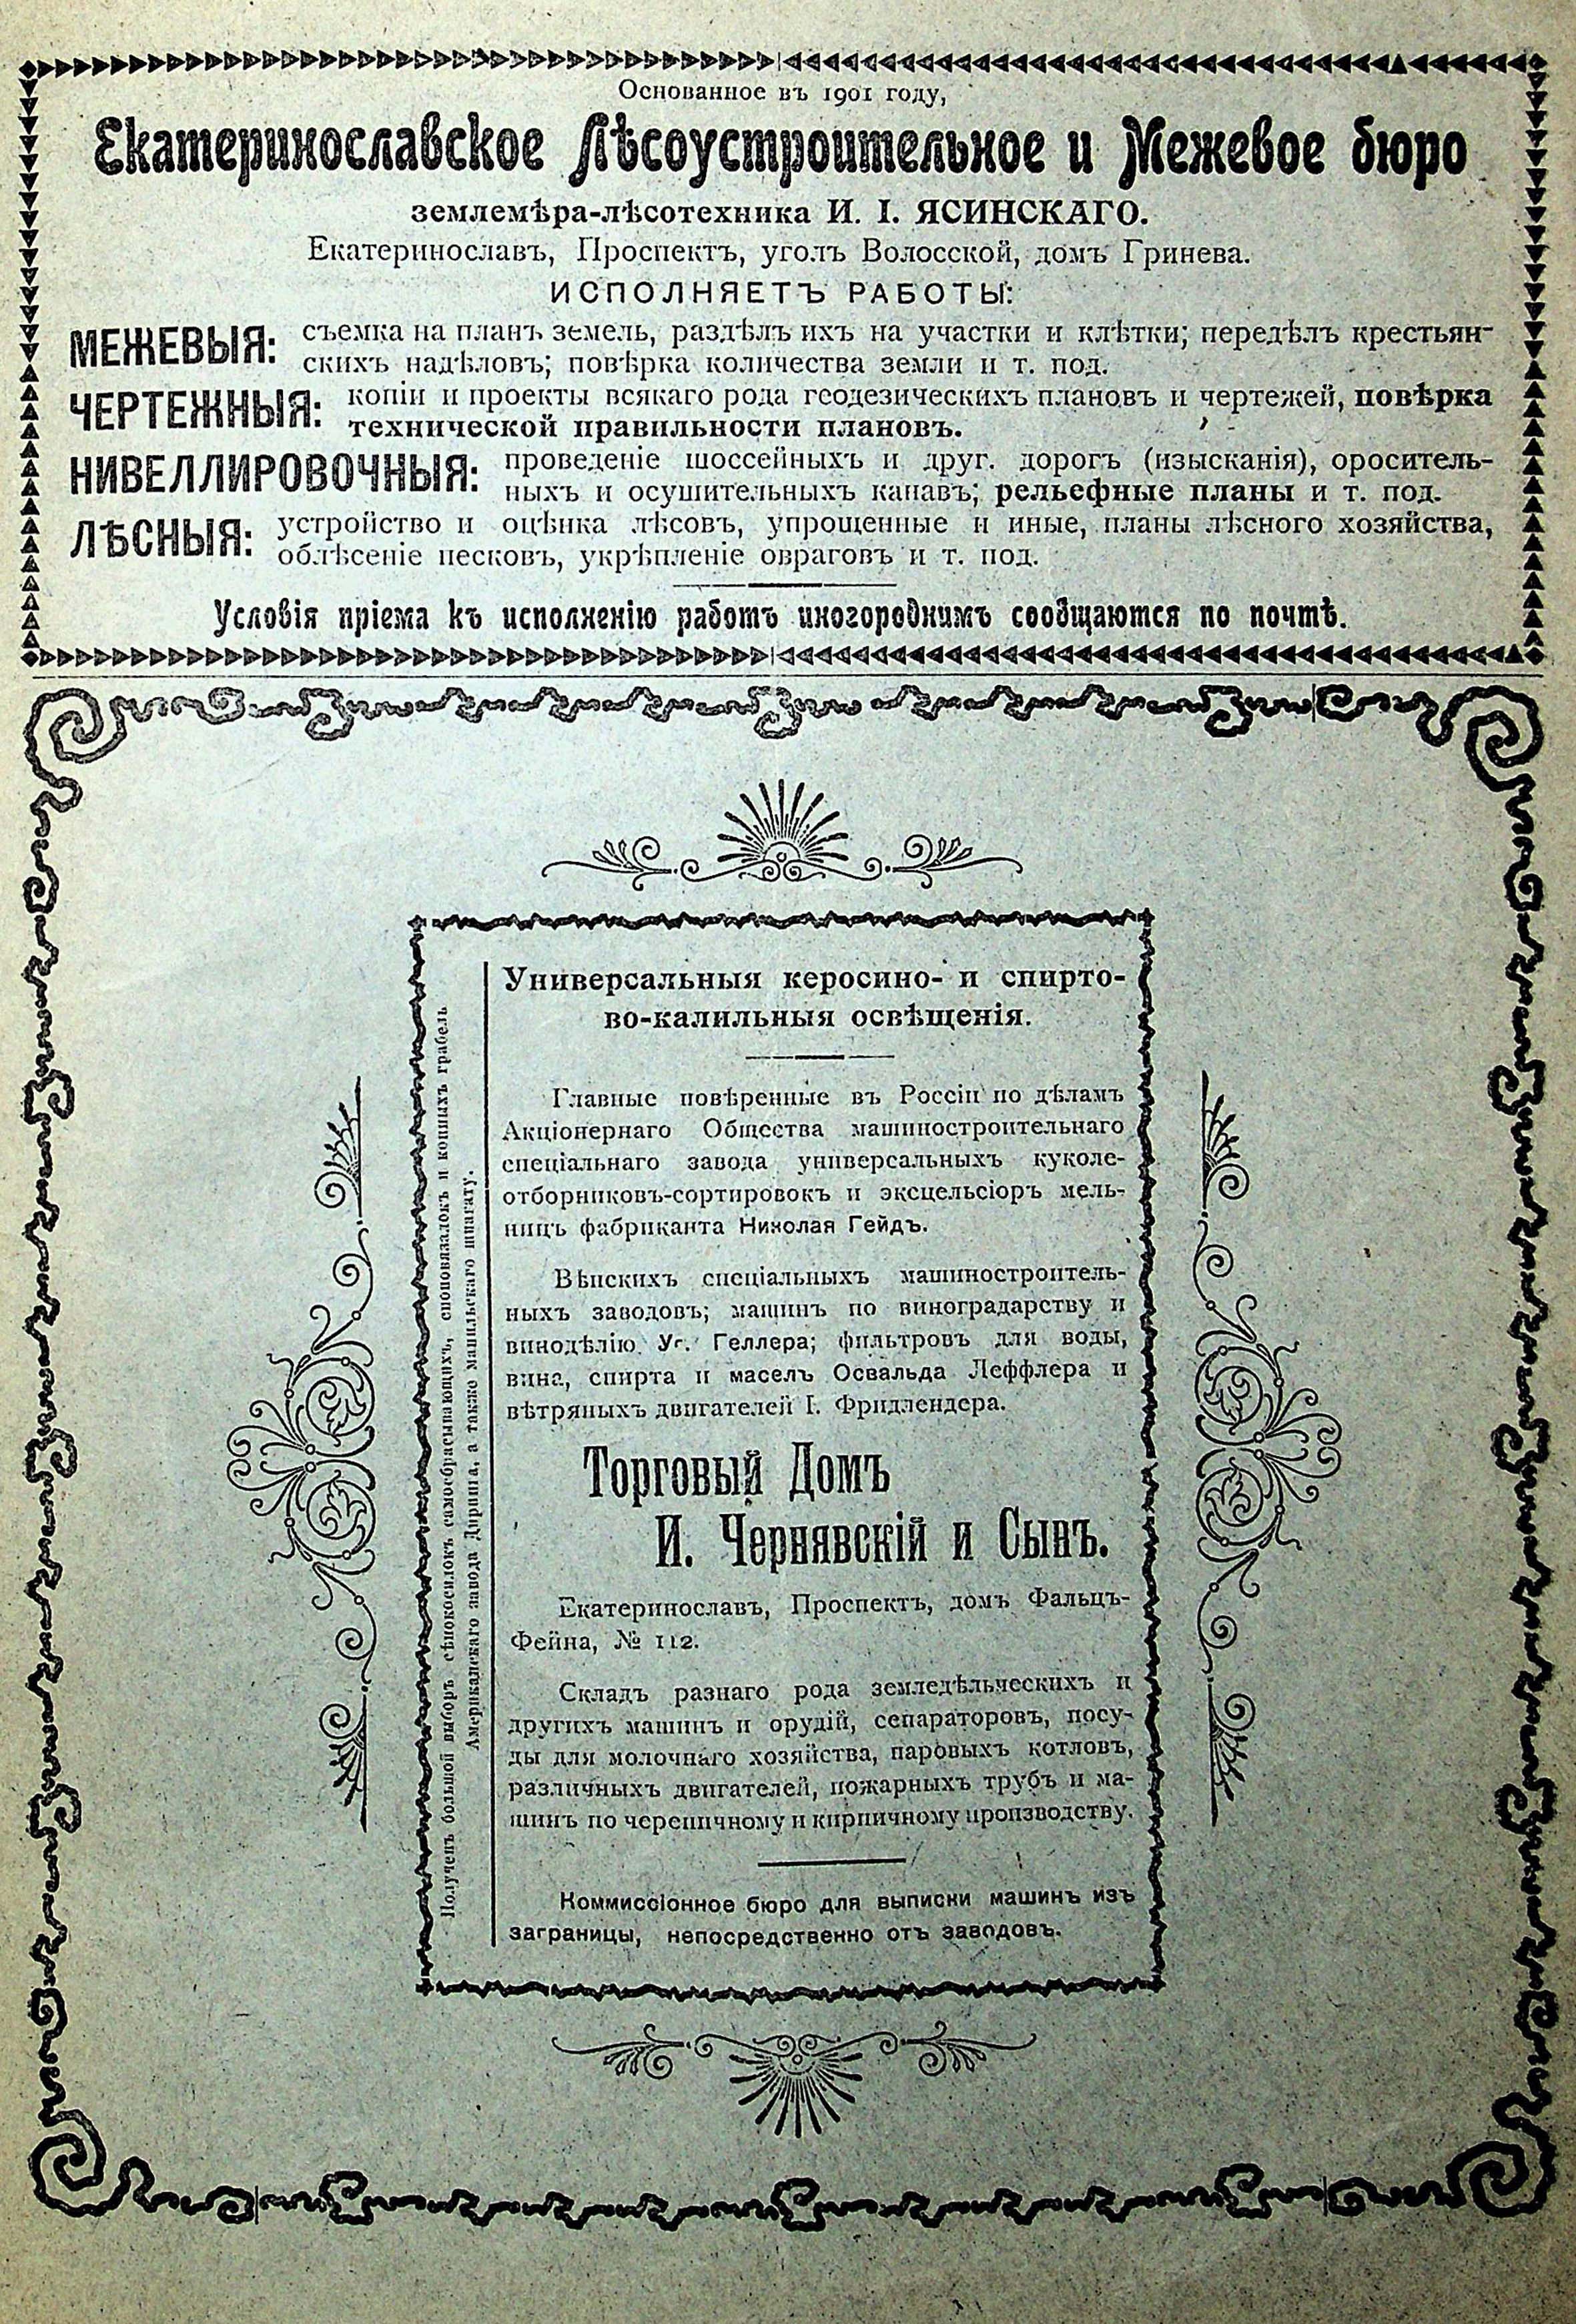 Основанное въ 1901 году,
Екатеринославское Лѣсоустроительное и Межевое бюро
землемѣра-лѣсотехника И. І. ЯСИНСКАГО.
Екатеринославъ, Проспектъ, уголъ Волосской, домъ Гринева.
ИСПОЛНЯЕТЪ РАБОТЫ:
МЕЖЕВЫЯ: съемка на планъ земель, раздѣлъ ихъ на участки и клѣтки; передѣлъ крестьян-
скихъ надѣловъ; повѣрка количества земли и т. под.
ЧЕРТЕЖНЫЯ: копіи и проекты всякаго рода геодезическихъ плановъ и чертежей, повѣрка
технической правильности плановъ.
НИВЕЛЛИРОВОЧНЫЯ: проведеніе шоссейныхъ и друг. дорогъ (изысканія), ороситель-
ныхъ и осушительныхъ канавъ; рельефные планы и т. под.
ЛѢСНЫЯ: устройство и оцѣнка лѣсовъ, упрощенные и иные, планы лѣсного хозяйства,
облѣсеніе песковъ, укрѣпленіе овраговъ и т. под.
Условія пріема къ исполненію работъ иногороднимъ сообщаются по почтѣ.
Получен большой выборъ сѣнокосилокъ самосбрасывающихъ, сноповязалокъ и конныхъ грабель
Американскаго завода Диринга, а также манильскаго шпагату.
Универсальныя керосино- и спирто-
во-калильныя освѣщенія.
Главные повѣренные въ Россіи по дѣламъ
Акціонернаго Общества машиностроительнаго
спеціальнаго завода универсальныхъ куколе-
отборниковъ-сортировокъ и эксцельсіоръ мель-
ницъ фабриканта Николая Гейдъ.
Вѣнскихъ спеціальныхъ машиностроитель-
ныхъ заводовъ; машинъ по виноградарству и
винодѣлію Уг. Геллера; фильтровъ для воды,
вина, спирта и маселъ Освальда Леффлера и
вѣтряныхъ двигателей І. Фридлендера.
Торговый Домъ
И. Чернявскій и Сынъ.
Екатеринославъ, Проспектъ, домъ Фальцъ-
Фейна, № 112.
Складъ разнаго рода земледѣльческихъ и
другихъ машинъ и орудій, сепараторовъ, посу-
ды для молочнаго хозяйства, паровыхъ котловъ,
различныхъ двигателей, пожарныхъ трубъ и ма-
шинъ по черепичному и кирпичному производству.
Коммиссіонное бюро для выписки машинъ изъ
заграницы, непосредственно отъ заводовъ.